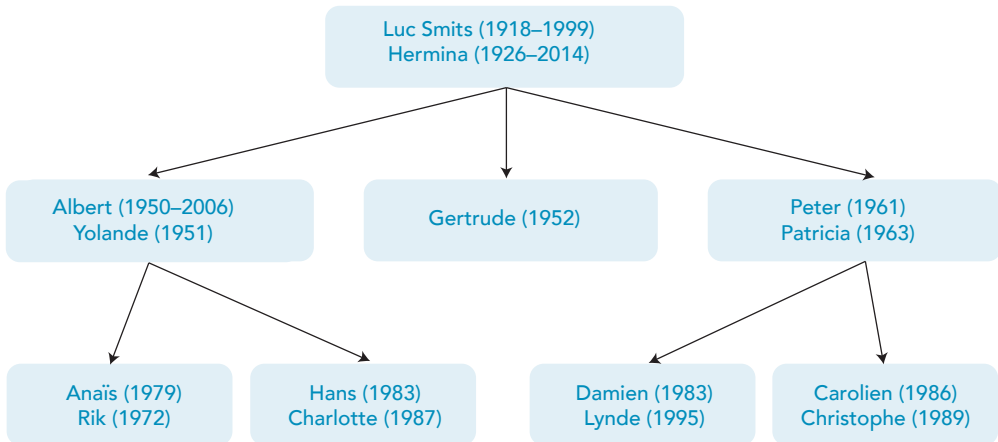 Luc Smits (1918–1999)
Hermina (1926–2014)
Albert (1950–2006)
Yolande (1951)
Gertrude (1952)
Peter (1961)
Patricia (1963)
Anaïs (1979)
Rik (1972)
Hans (1983)
Charlotte (1987)
Damien (1983)
Lynde (1995)
Carolien (1986)
Christophe (1989)